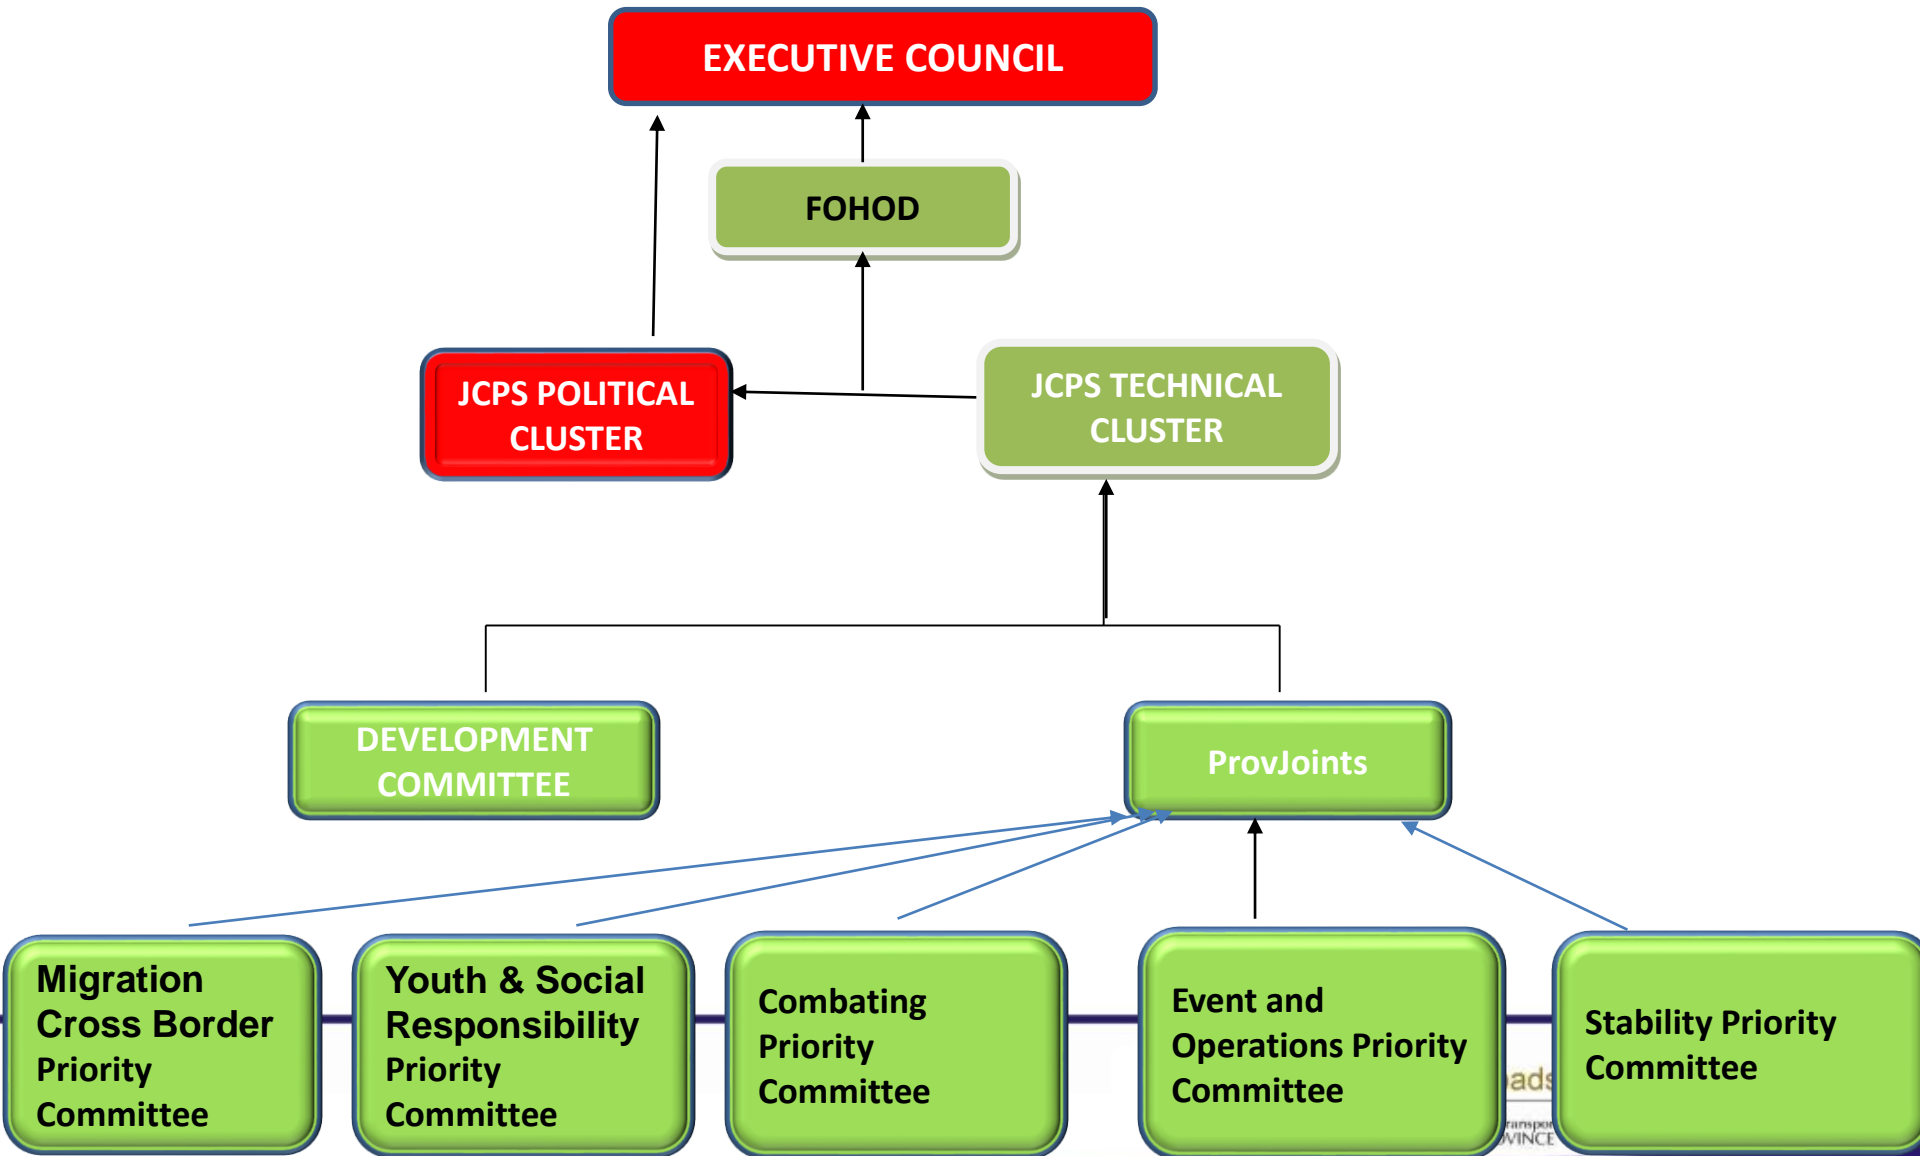 EXECUTIVE COUNCIL
FOHOD
JCPS POLITICAL
CLUSTER
JCPS TECHNICAL
CLUSTER
DEVELOPMENT
COMMITTEE
ProvJoints
Migration
Cross Border
Priority
Committee
Youth & Social
Responsibility
Priority
Committee
Combating
Priority
Committee
Event and
Operations Priority
Committee
Stability Priority
Committee